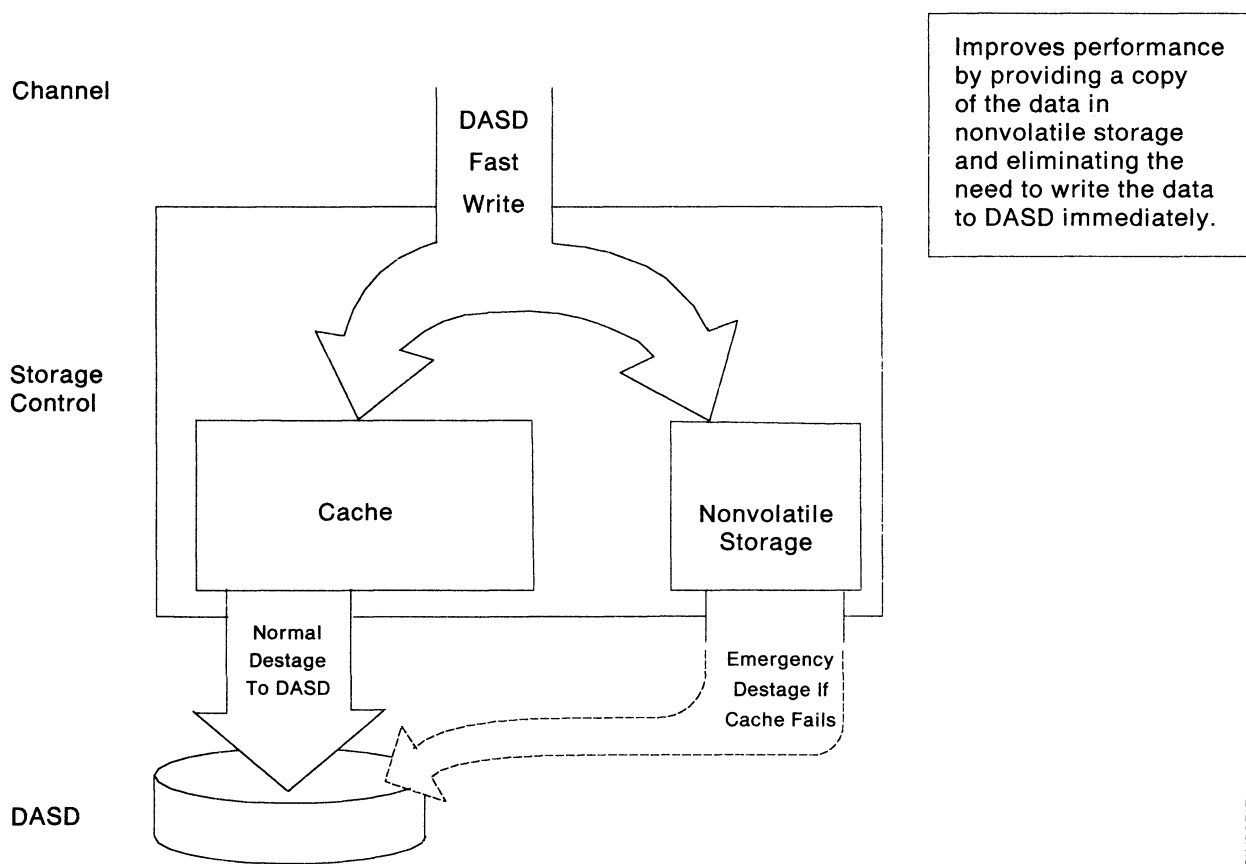 Channel
DASD
Fast
Write
Improves performance
by providing a copy
of the data in
nonvolatile storage
and eliminating the
need to write the data
to DASD immediately.
Storage
Control
Cache
Nonvolatile
Storage
Normal
Destage
To DASD
Emergency
Destage If
Cache Fails
DASD